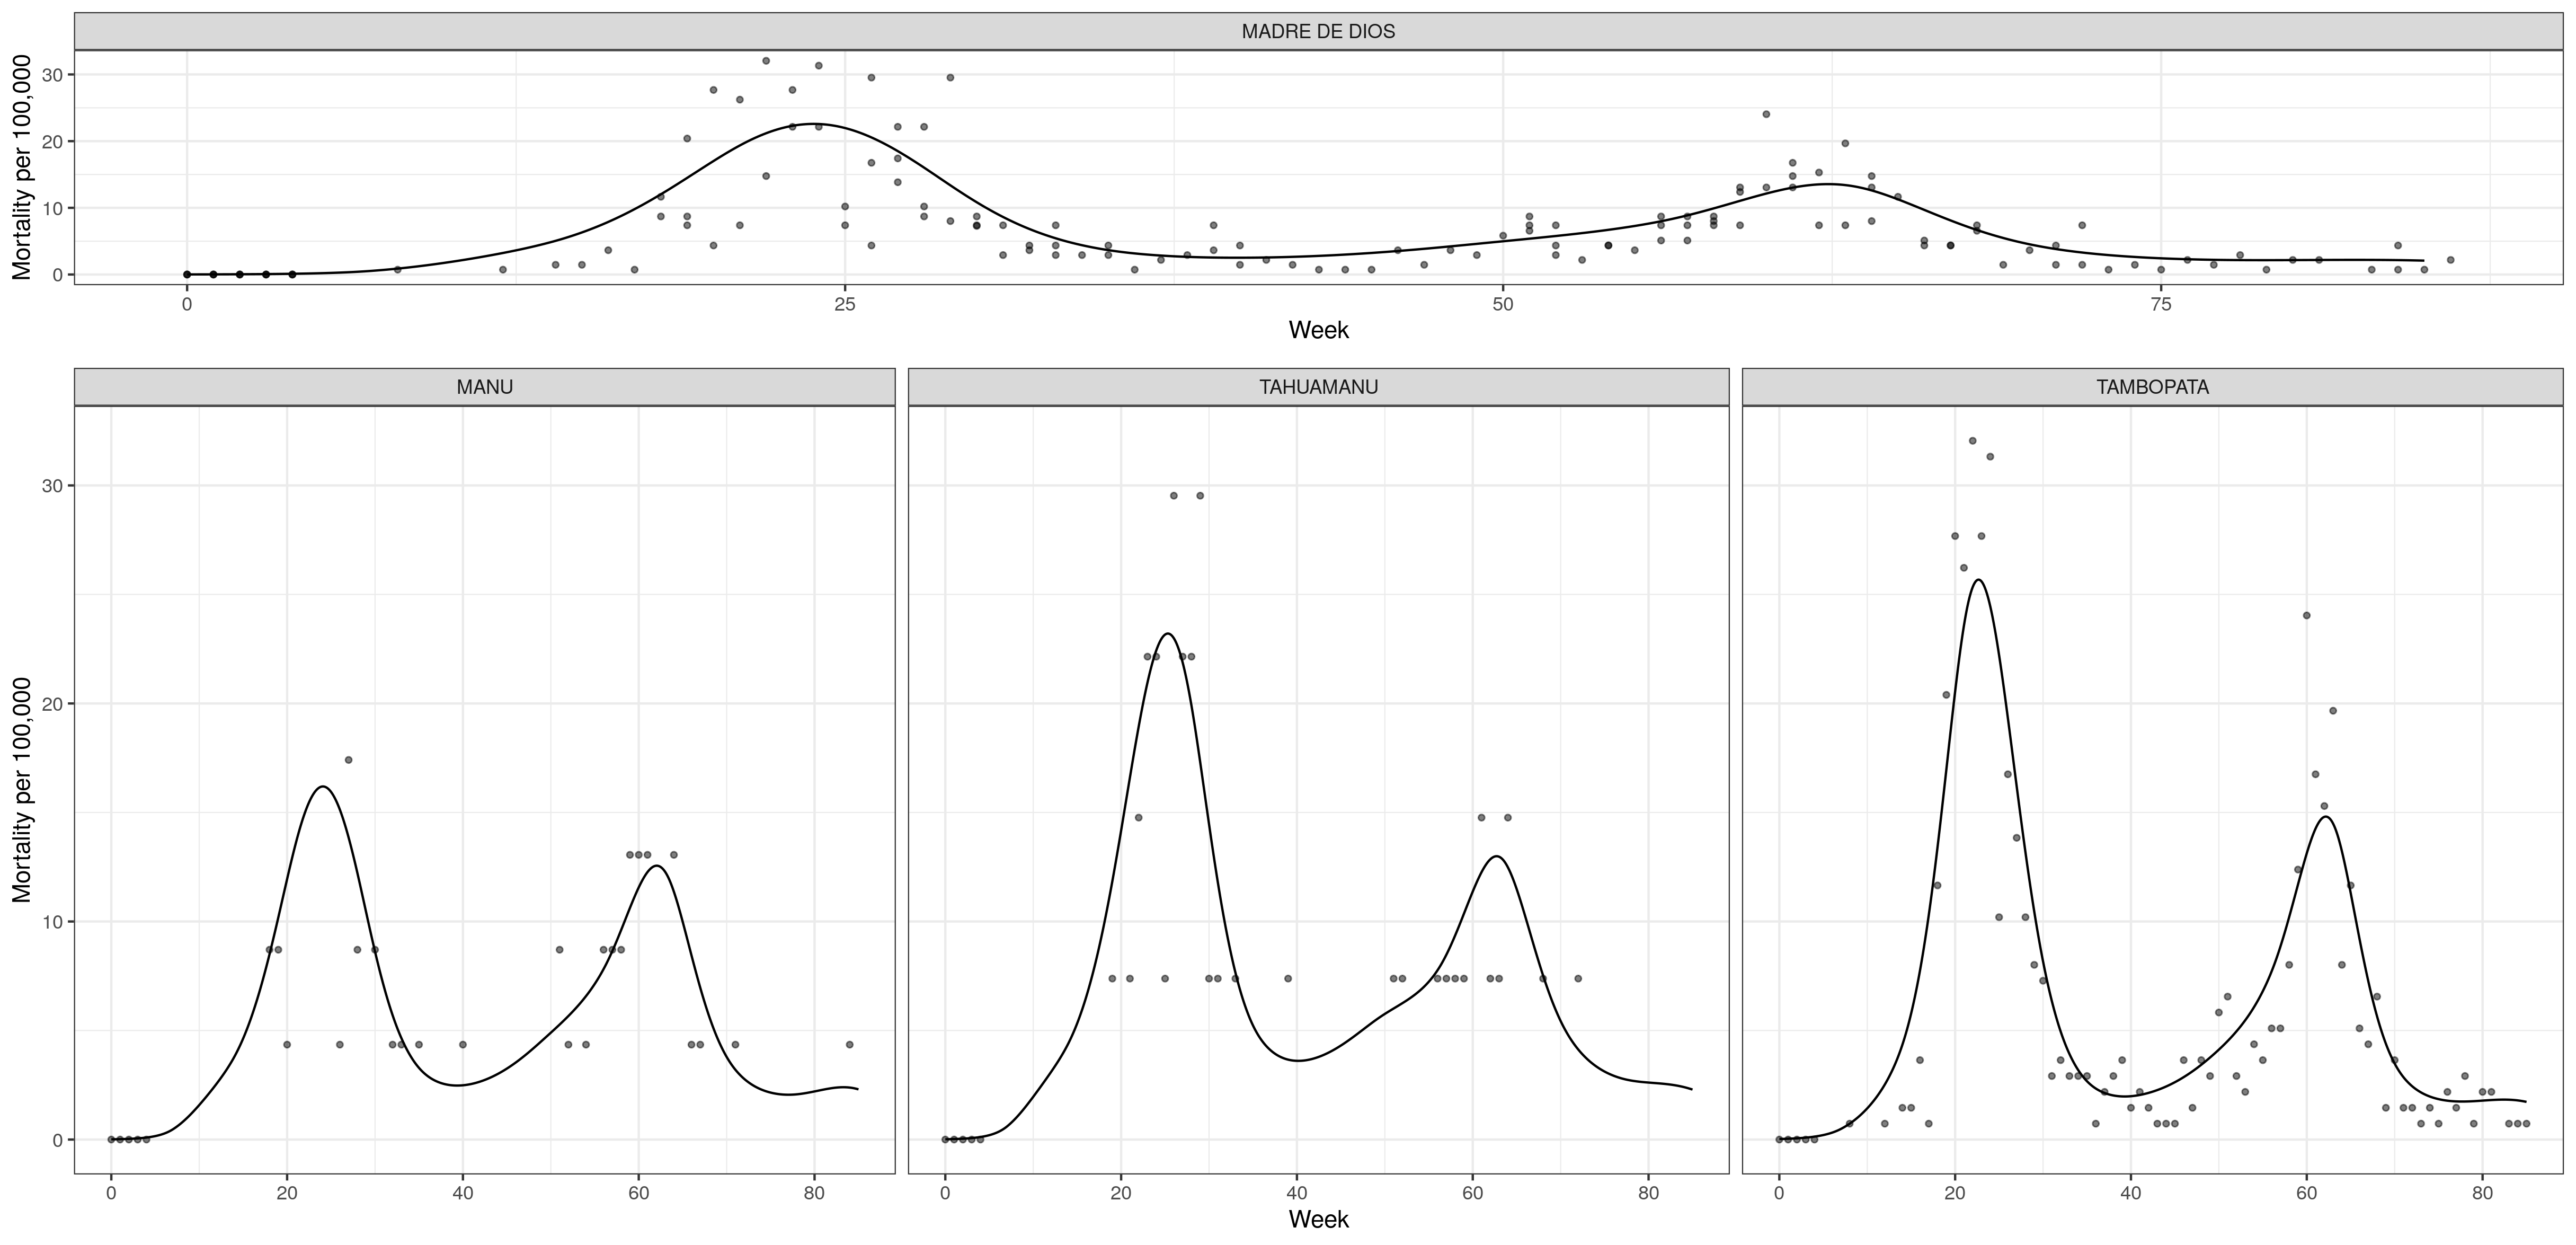 MADRE DE DIOS
Mortality per 100,000
30
20
10
0
0 25 50 75
Week
MANU TAHUAMANU TAMBOPATA
Mortality per 100,000
30
20
10
0
0 20 40 60 80 0 20 40 60 80 0 20 40 60 80
Week